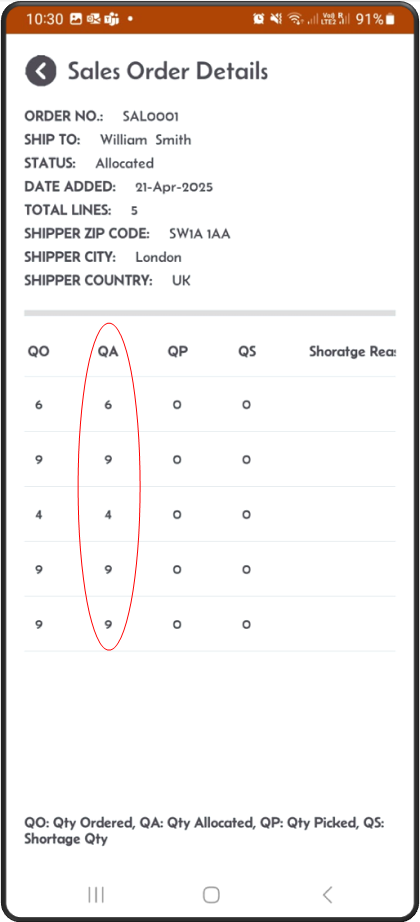 10:30 VoD LTE2 R 91%
Sales Order Details
ORDER NO.: SAL0001
SHIP TO: William Smith
STATUS: Allocated
DATE ADDED: 21-Apr-2025
TOTAL LINES: 5
SHIPPER ZIP CODE: SW1A 1AA
SHIPPER CITY: London
SHIPPER COUNTRY: UK
QO QA QP QS Shoratge Reas
6 6 0 0
9 9 0 0
4 4 0 0
9 9 0 0
9 9 0 0
QO: Qty Ordered, QA: Qty Allocated, QP: Qty Picked, QS:
Shortage Qty